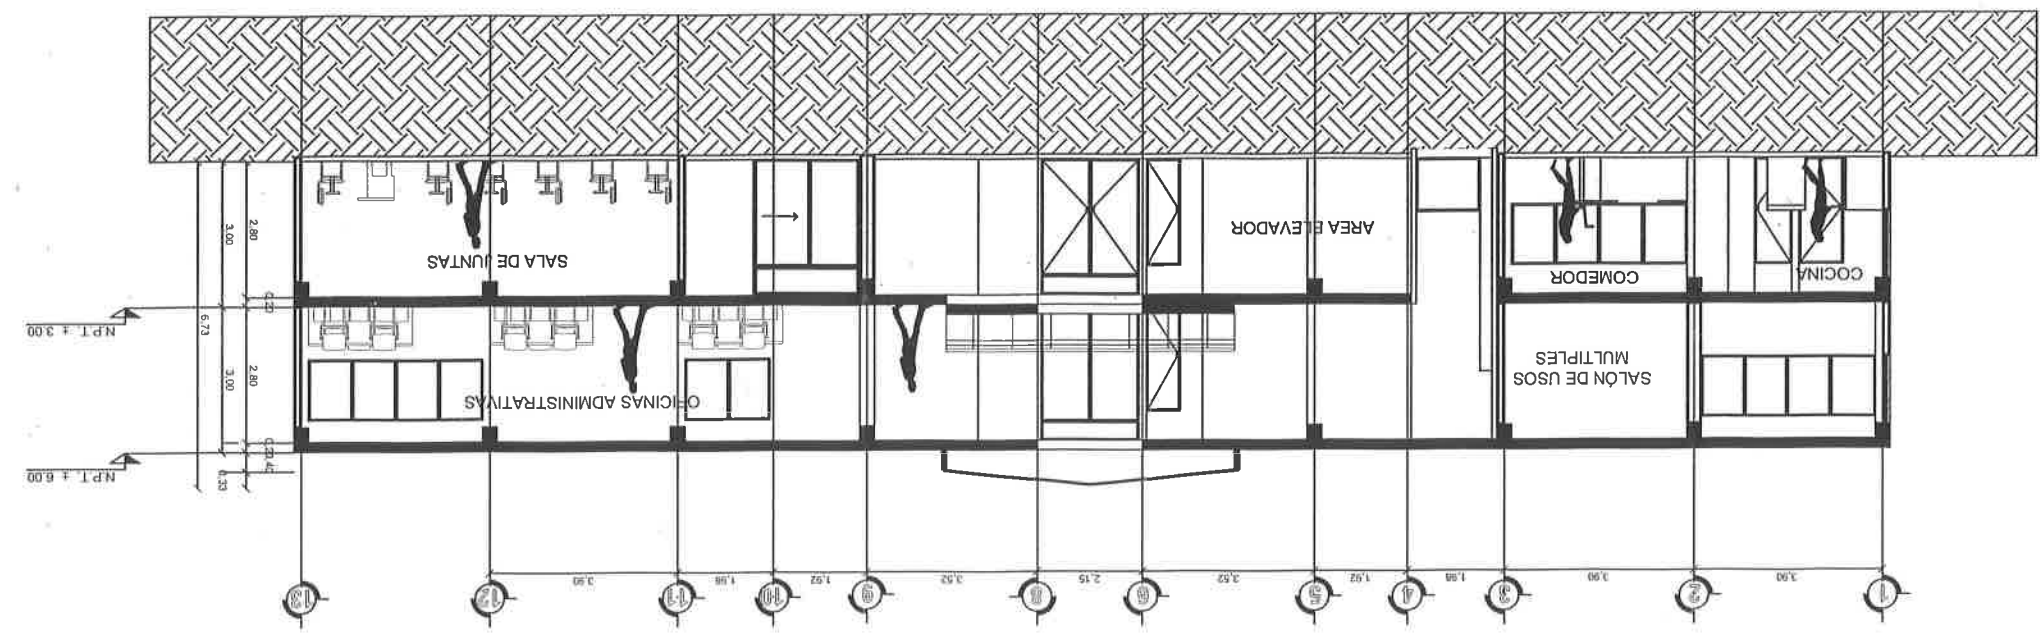 1 2 3 4 5 6 8 9 10 11 12 13
3,90 3,90 1,98 1,92 3,52 2,15 3,52 1,92 1,98 3,90
N.P.T. ± 6.00
0,33
0,40
0,20
OFICINAS ADMINISTRATIVAS
SALÓN DE USOS
MULTIPLES
2,80
3,00
6,73
N.P.T. ± 3.00
0,20
COCINA
COMEDOR
AREA ELEVADOR
SALA DE JUNTAS
2,80
3,00